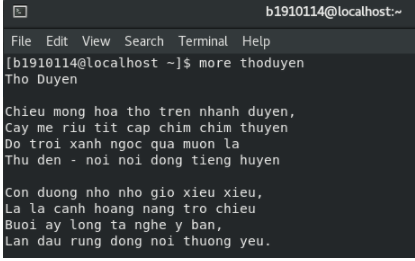 b1910114@localhost:~
File Edit View Search Terminal Help
[b1910114@localhost ~]$ more thoduyen
Tho Duyen
Chieu mong hoa tho tren nhanh duyen,
Cay me riu tit cap chim chim thuyen
Do troi xanh ngoc qua muon la
Thu den - noi noi dong tieng huyen
Con duong nho nho gio xieu xieu,
La la canh hoang nang tro chieu
Buoi ay long ta nghe y ban,
Lan dau rung dong noi thuong yeu.